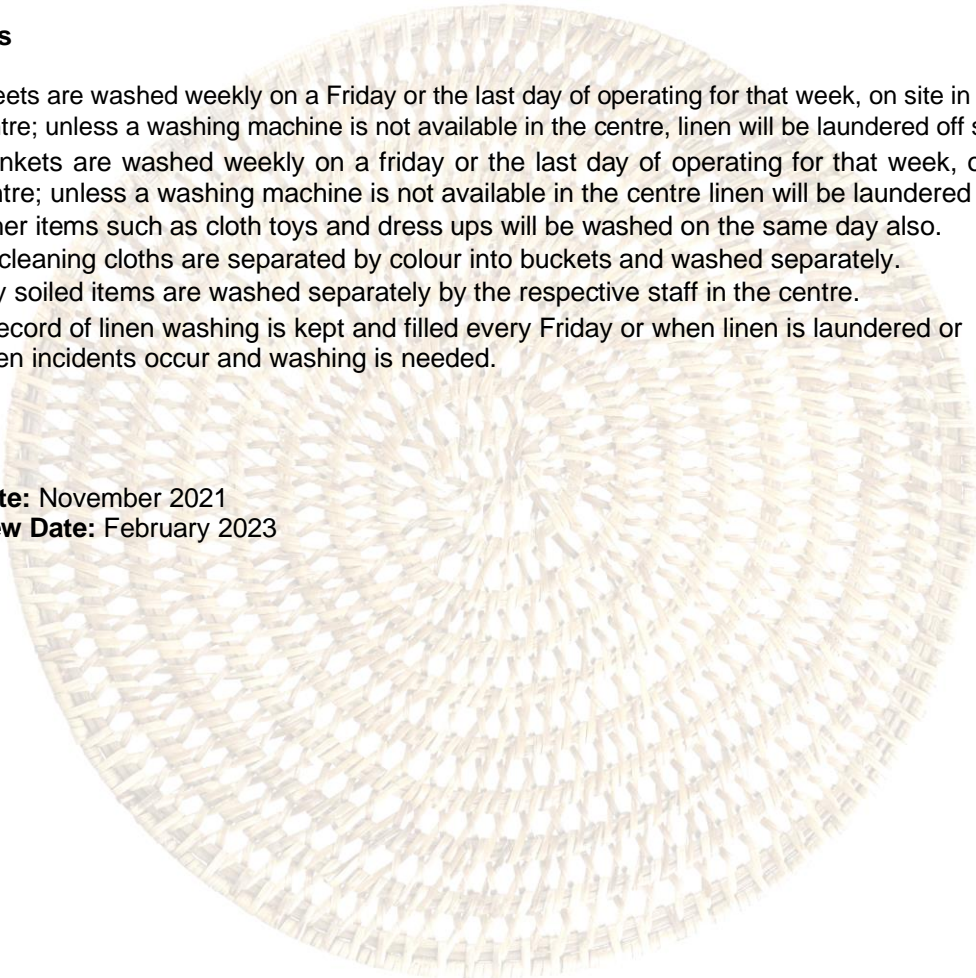 s
eets are washed weekly on a Friday or the last day of operating for that week, on site in
tre; unless a washing machine is not available in the centre, linen will be laundered off s
nkets are washed weekly on a friday or the last day of operating for that week, o
ntre; unless a washing machine is not available in the centre linen will be laundered
her items such as cloth toys and dress ups will be washed on the same day also.
cleaning cloths are separated by colour into buckets and washed separately.
y soiled items are washed separately by the respective staff in the centre.
ecord of linen washing is kept and filled every Friday or when linen is laundered or
en incidents occur and washing is needed.
te: November 2021
ew Date: February 2023